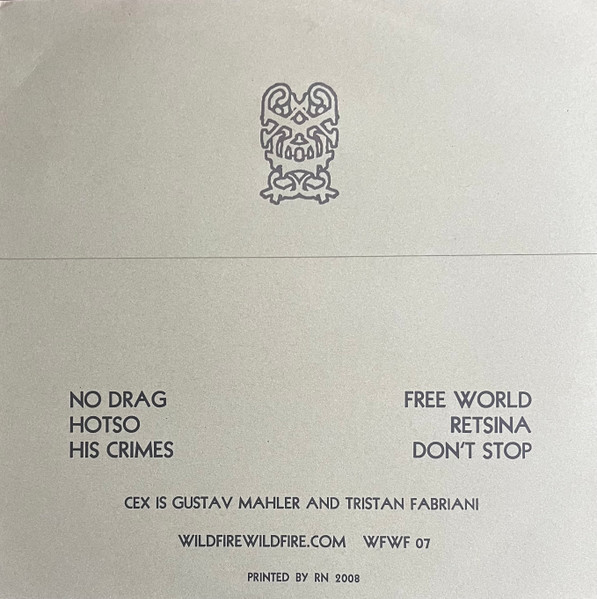 NO DRAG
HOTSO
HIS CRIMES
FREE WORLD
RETSINA
DON'T STOP
CEX IS GUSTAV MAHLER AND TRISTAN FABRIANI
WILDFIREWILDFIRE.COM WFWF 07
PRINTED BY RN 2008